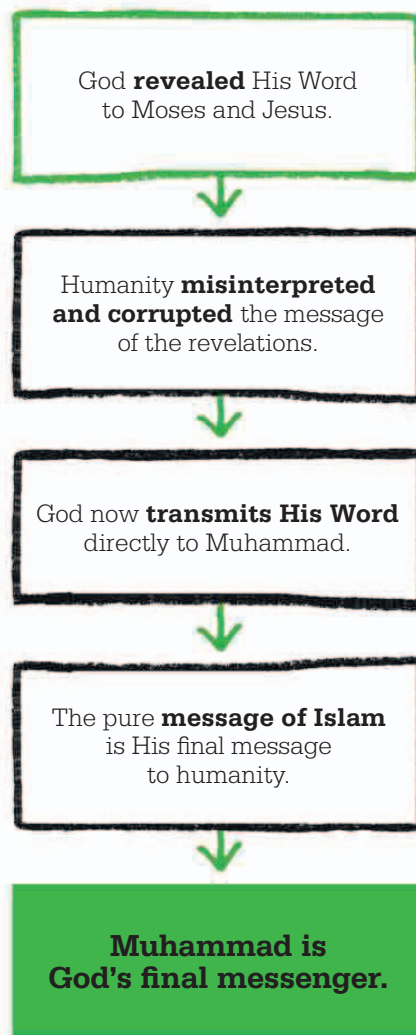 God revealed His Word
to Moses and Jesus.
Humanity misinterpreted
and corrupted the message
of the revelations.
God now transmits His Word
directly to Muhammad.
The pure message of Islam
is His final message
to humanity.
Muhammad is
God’s final messenger.